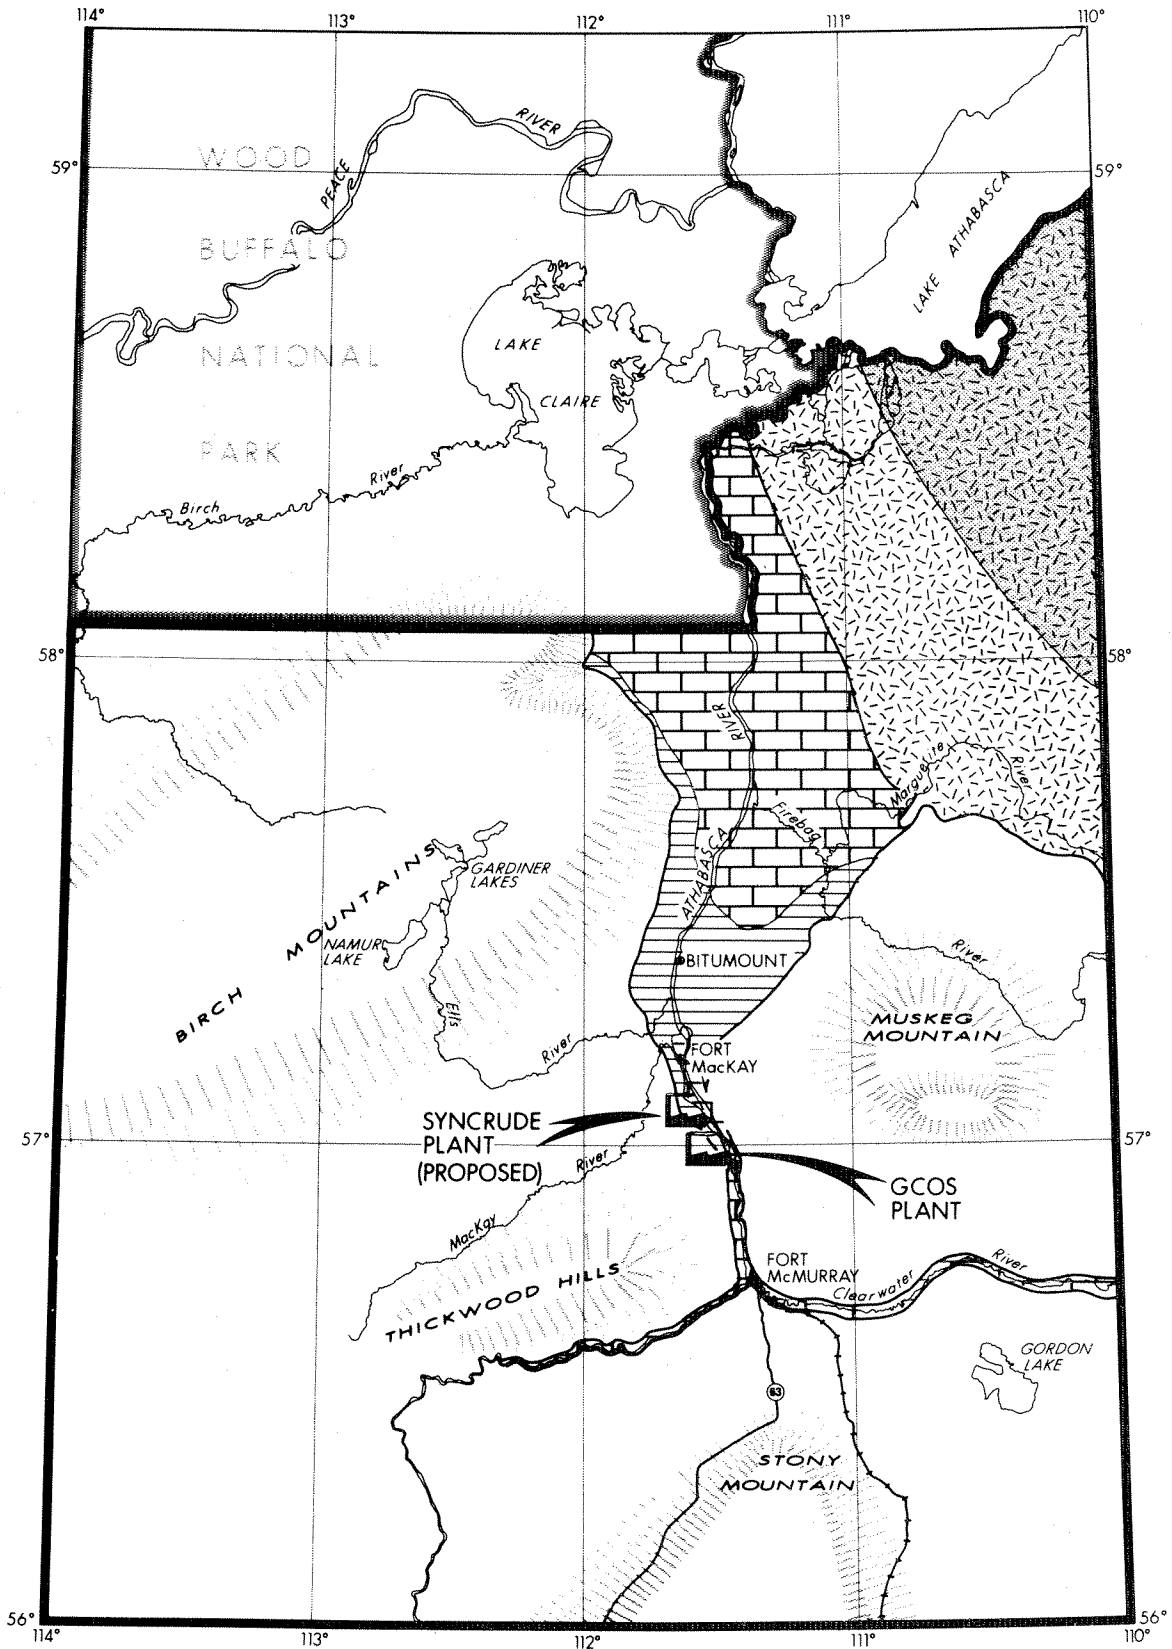 114°
113°
112°
111°
110°
RIVER
WOOD
59°
59°
PEACE
LAKE ATHABASCA
BUFFALO
LAKE
NATIONAL
CLAIRE
PARK
River
Birch
58°
58°
RIVER
Marguerite
River
Firebag
MOUNTAINS
GARDINER
LAKES
ATHABASCA
NAMUR
LAKE
BITUMOUNT
River
BIRCH
Ells
MUSKEG
MOUNTAIN
River
FORT
MacKAY
SYNCRUDE
PLANT
(PROPOSED)
57°
57°
River
GCOS
PLANT
MacKay
FORT
McMURRAY
River
Clearwater
THICKWOOD HILLS
GORDON
LAKE
63
STONY
MOUNTAIN
56°
56°
114°
113°
112°
111°
110°